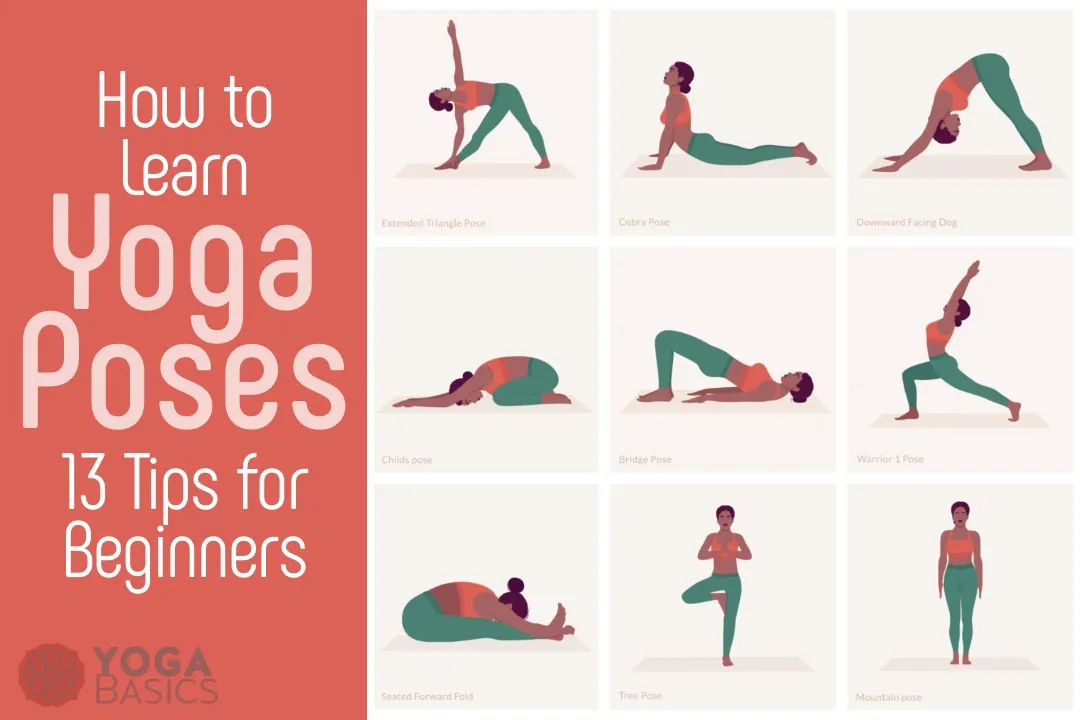 How to
Learn
Yoga
Poses
13 Tips for
Beginners
YOGA
BASICS
Extended Triangle Pose
Cobra Pose
Downward Facing Dog
Childs pose
Bridge Pose
Warrior 1 Pose
Seated Forward Fold
Tree Pose
Mountain pose